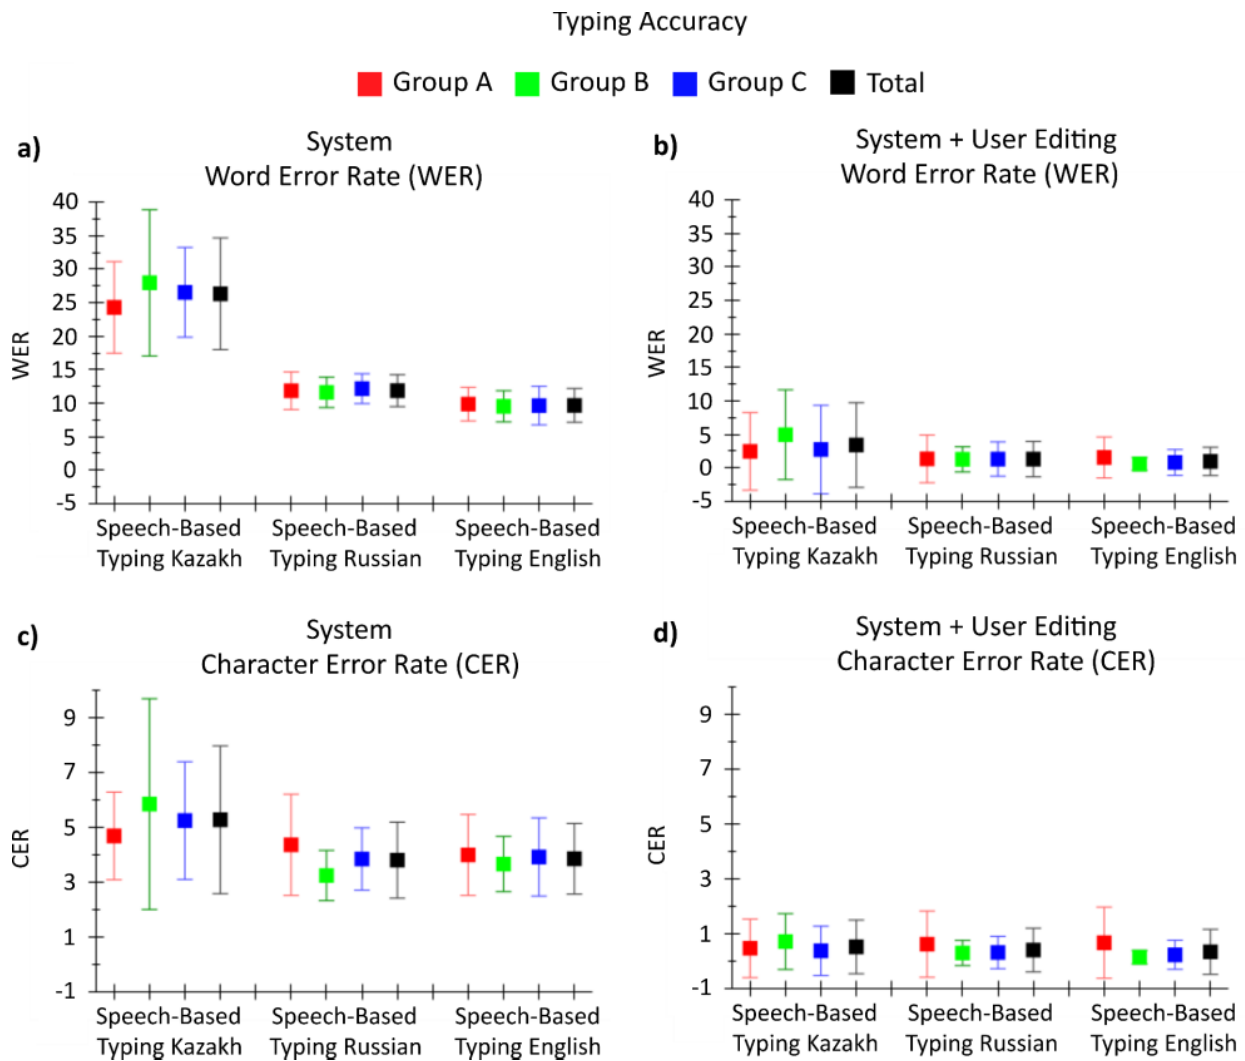 Typing Accuracy
Group A Group B Group C Total
a)
System
Word Error Rate (WER)
40
35
30
25
20
15
10
5
0
-5
WER
Speech-Based Speech-Based Speech-Based
Typing Kazakh Typing Russian Typing English
b)
System + User Editing
Word Error Rate (WER)
40
35
30
25
20
15
10
5
0
-5
WER
Speech-Based Speech-Based Speech-Based
Typing Kazakh Typing Russian Typing English
c)
System
Character Error Rate (CER)
9
7
5
3
1
-1
CER
Speech-Based Speech-Based Speech-Based
Typing Kazakh Typing Russian Typing English
d)
System + User Editing
Character Error Rate (CER)
9
7
5
3
1
-1
CER
Speech-Based Speech-Based Speech-Based
Typing Kazakh Typing Russian Typing English